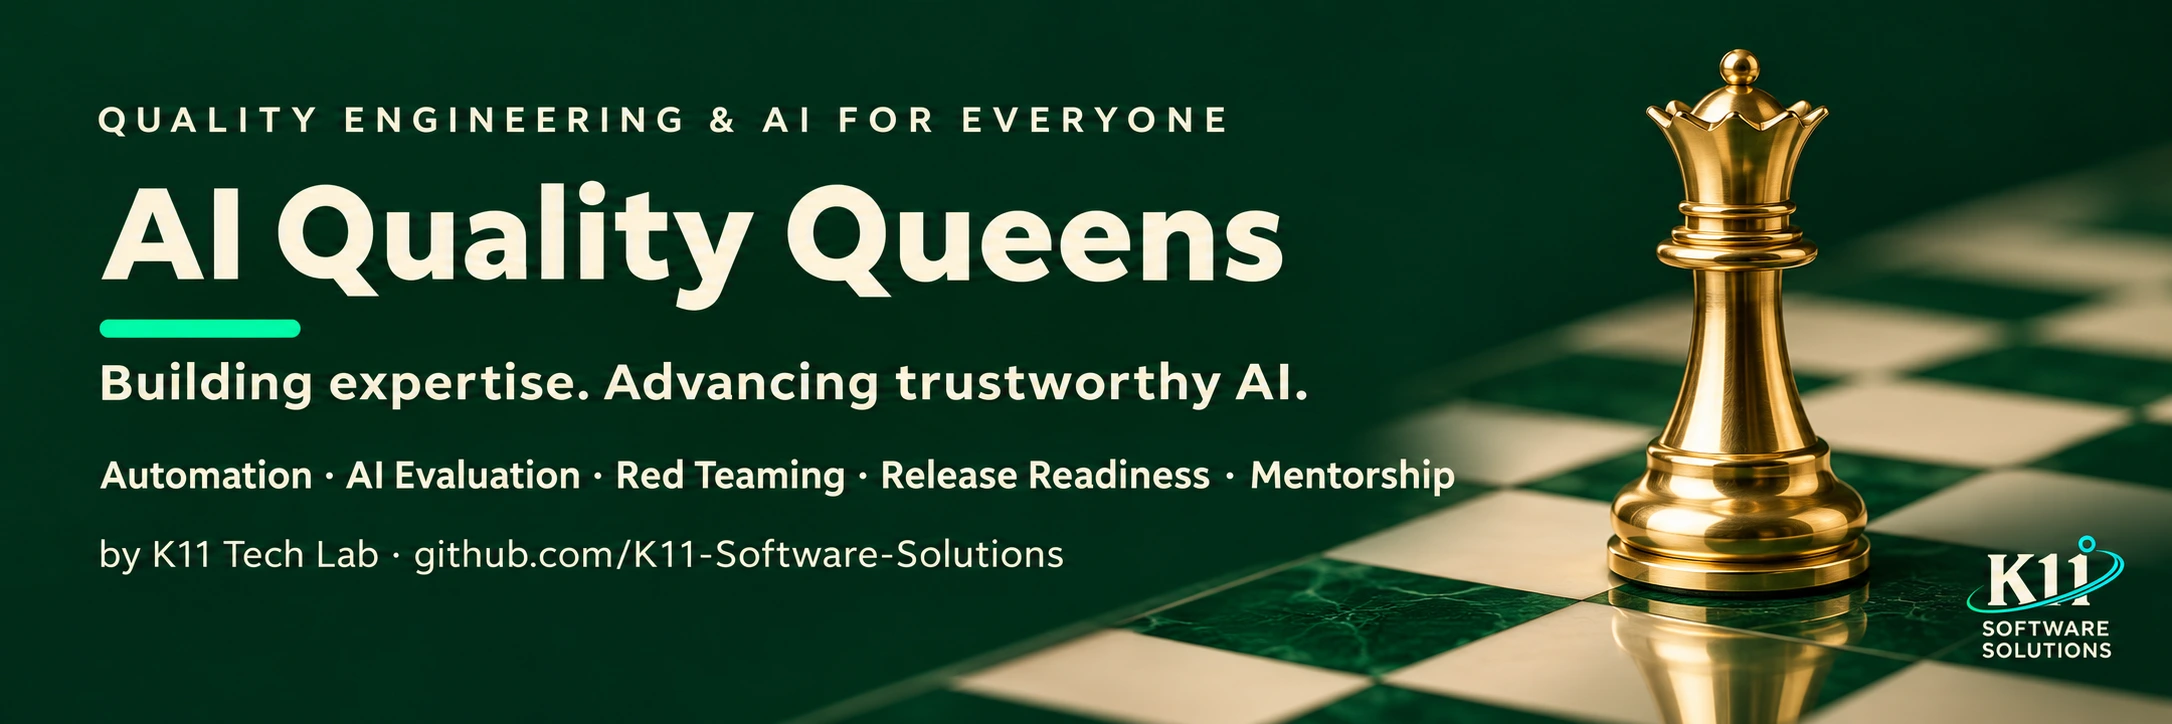 QUALITY ENGINEERING & AI FOR EVERYONE
AI Quality Queens
Building expertise. Advancing trustworthy AI.
Automation · AI Evaluation · Red Teaming · Release Readiness · Mentorship
by K11 Tech Lab · github.com/K11-Software-Solutions
K11
SOFTWARE
SOLUTIONS